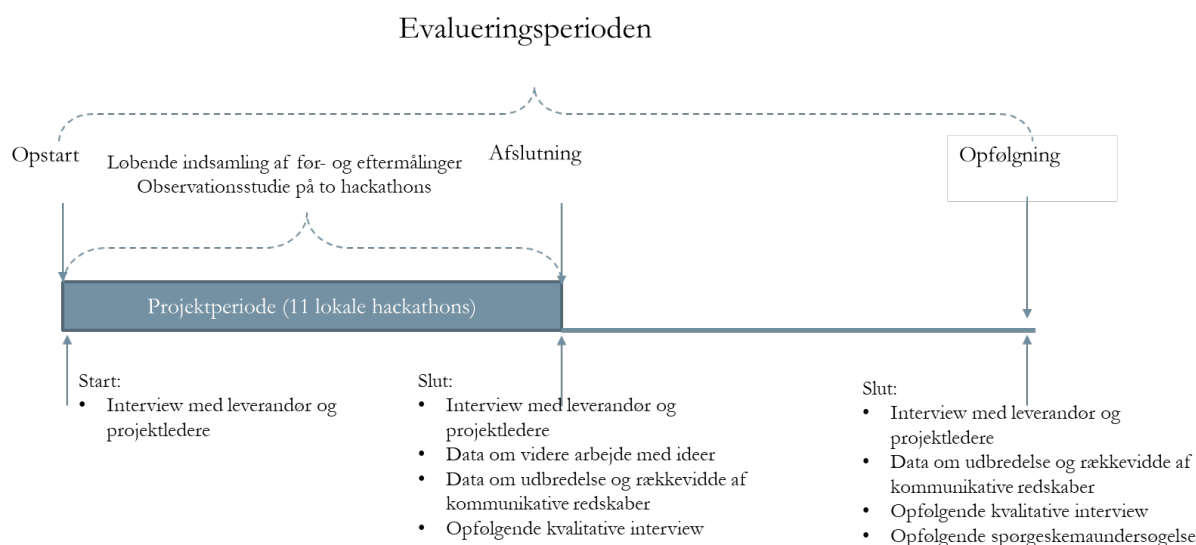 Evalueringsperioden
Opstart
Løbende indsamling af før- og eftermålinger
Observationsstudie på to hackathons
Afslutning
Opfølgning
Projektperiode (11 lokale hackathons)
Start:
• Interview med leverandør og
projektledere
Slut:
• Interview med leverandør og
projektledere
• Data om videre arbejde med ideer
• Data om udbredelse og rækkevidde af
kommunikative redskaber
• Opfølgende kvalitative interview
Slut:
• Interview med leverandør og
projektledere
• Data om udbredelse og rækkevidde af
kommunikative redskaber
• Opfølgende kvalitative interview
• Opfølgende spørgeskemaundersøgelse